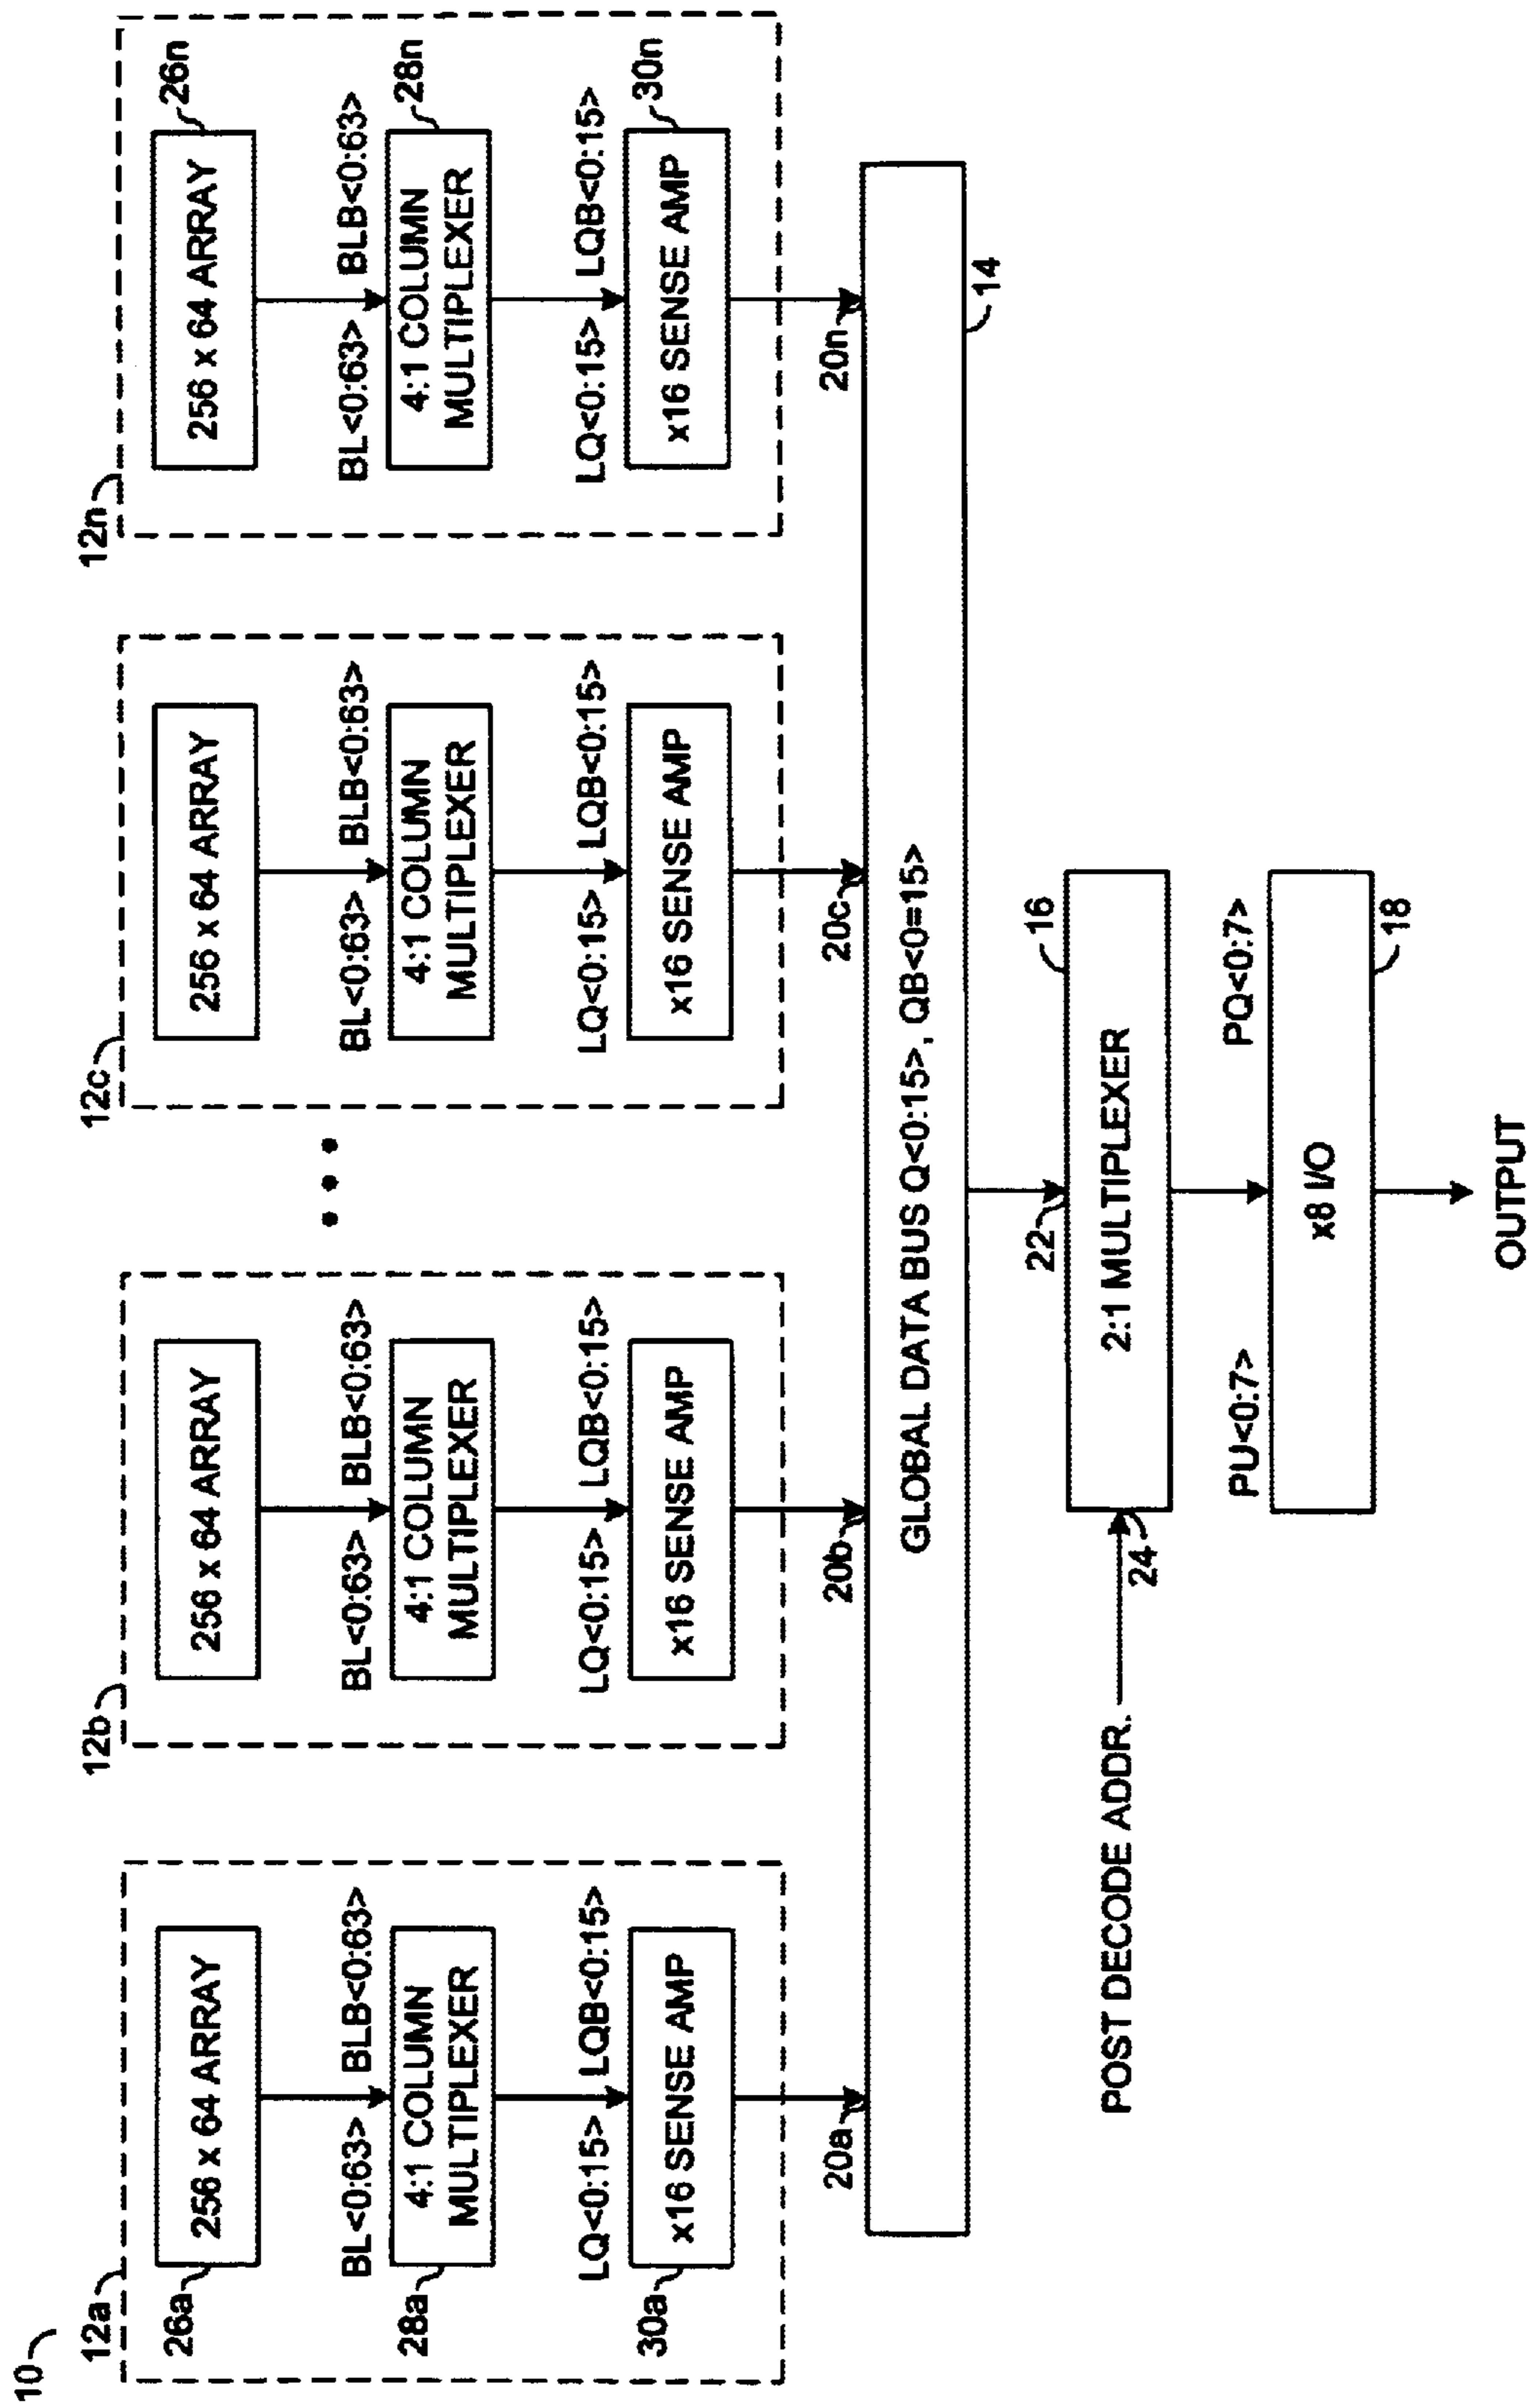 10
12a
12b
12c
12n
26a
256 x 64 ARRAY
256 x 64 ARRAY
256 x 64 ARRAY
256 x 64 ARRAY
26n
BL<0:63> BLB<0:63>
BL<0:63> BLB<0:63>
BL<0:63> BLB<0:63>
BL<0:63> BLB<0:63>
28a
4:1 COLUMN
MULTIPLEXER
4:1 COLUMN
MULTIPLEXER
4:1 COLUMN
MULTIPLEXER
4:1 COLUMN
MULTIPLEXER
28n
LQ<0:15> LQB<0:15>
LQ<0:15> LQB<0:15>
LQ<0:15> LQB<0:15>
LQ<0:15> LQB<0:15>
30a
x16 SENSE AMP
x16 SENSE AMP
x16 SENSE AMP
x16 SENSE AMP
30n
20a
20b
20c
20n
GLOBAL DATA BUS Q<0:15>, QB<0=15>
14
22
16
POST DECODE ADDR.
24
2:1 MULTIPLEXER
PU<0:7>
PQ<0:7>
x8 I/O
18
OUTPUT